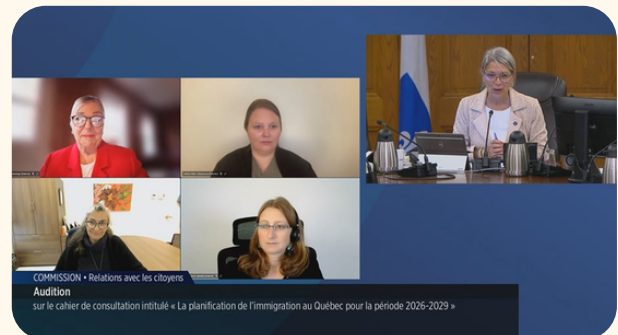 COMMISSION • Relations avec les citoyens
Audition
sur le cahier de consultation intitulé « La planification de l'immigration au Québec pour la période 2026-2029 »